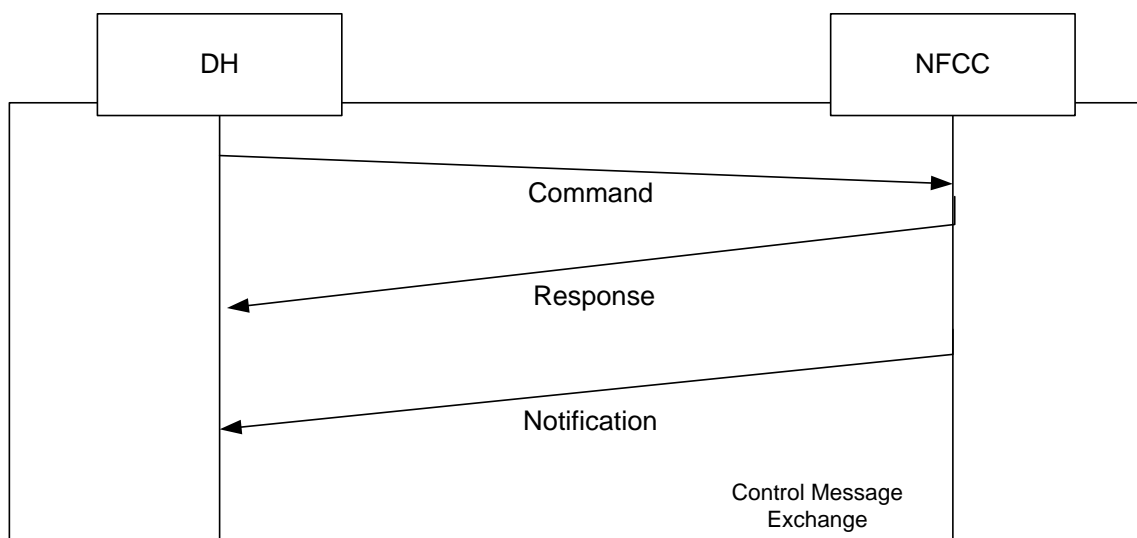 DH
NFCC
Command
Response
Notification
Control Message
Exchange